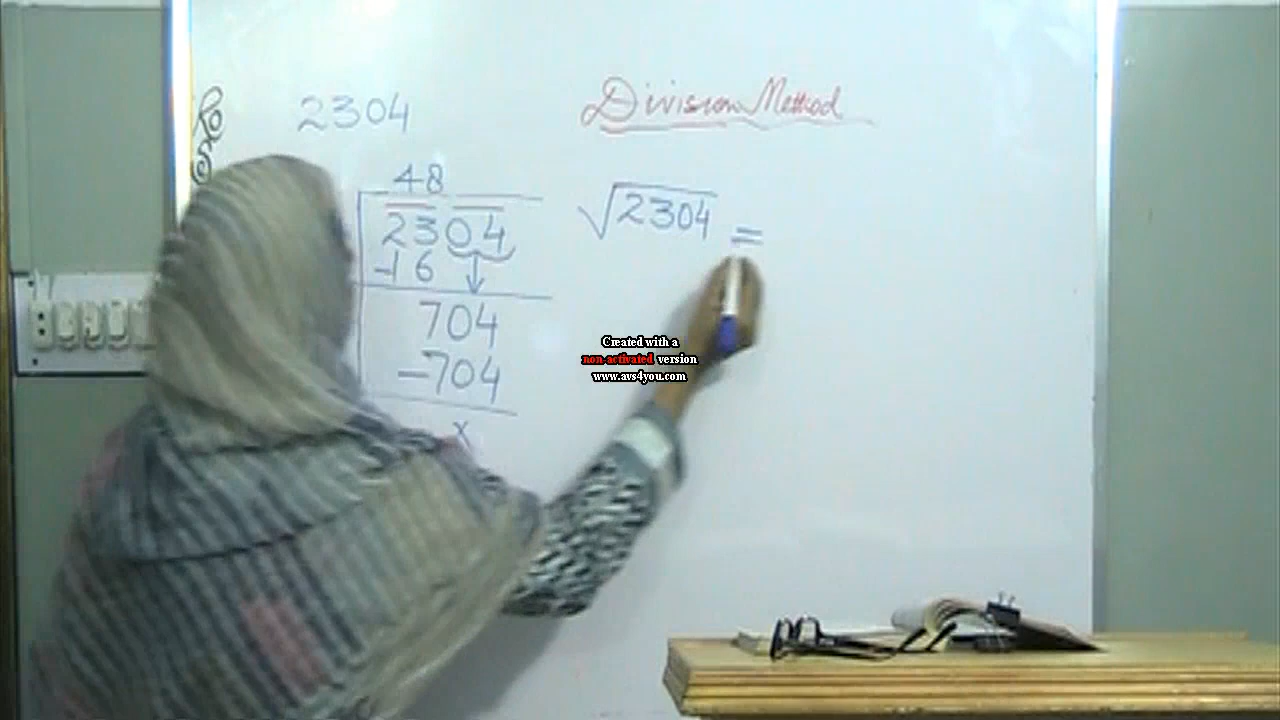 2304
Division Method
48
2304
-16
704
-704
x
√2304 =
Created with a
non-activated version
www.avs4you.com